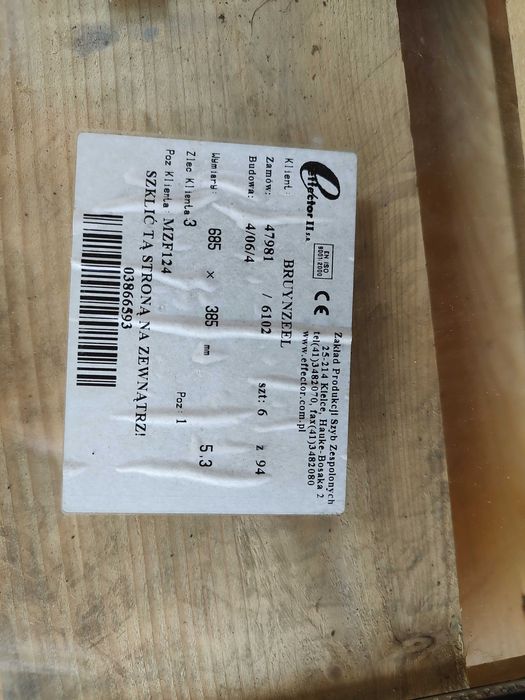 effector II s.a.
EN ISO
9001:2000
CE
Zakład Produkcji Szyb Zespolonych
25-214 Kielce, Hauke-Bosaka 2
tel(41)3482070, fax(41)3482080
www.effector.com.pl
Klient: BRUYNZEEL
Zamów: 47981 / 6102 szt: 6 z 94
Budowa: 4/06/4
Wymiary: 685 x 385 mm 5,3
Zlec Klienta 3
Poz Klienta: MZF124 Poz: 1
SZKLIĆ TĄ STRONĄ NA ZEWNĄTRZ!
03866593